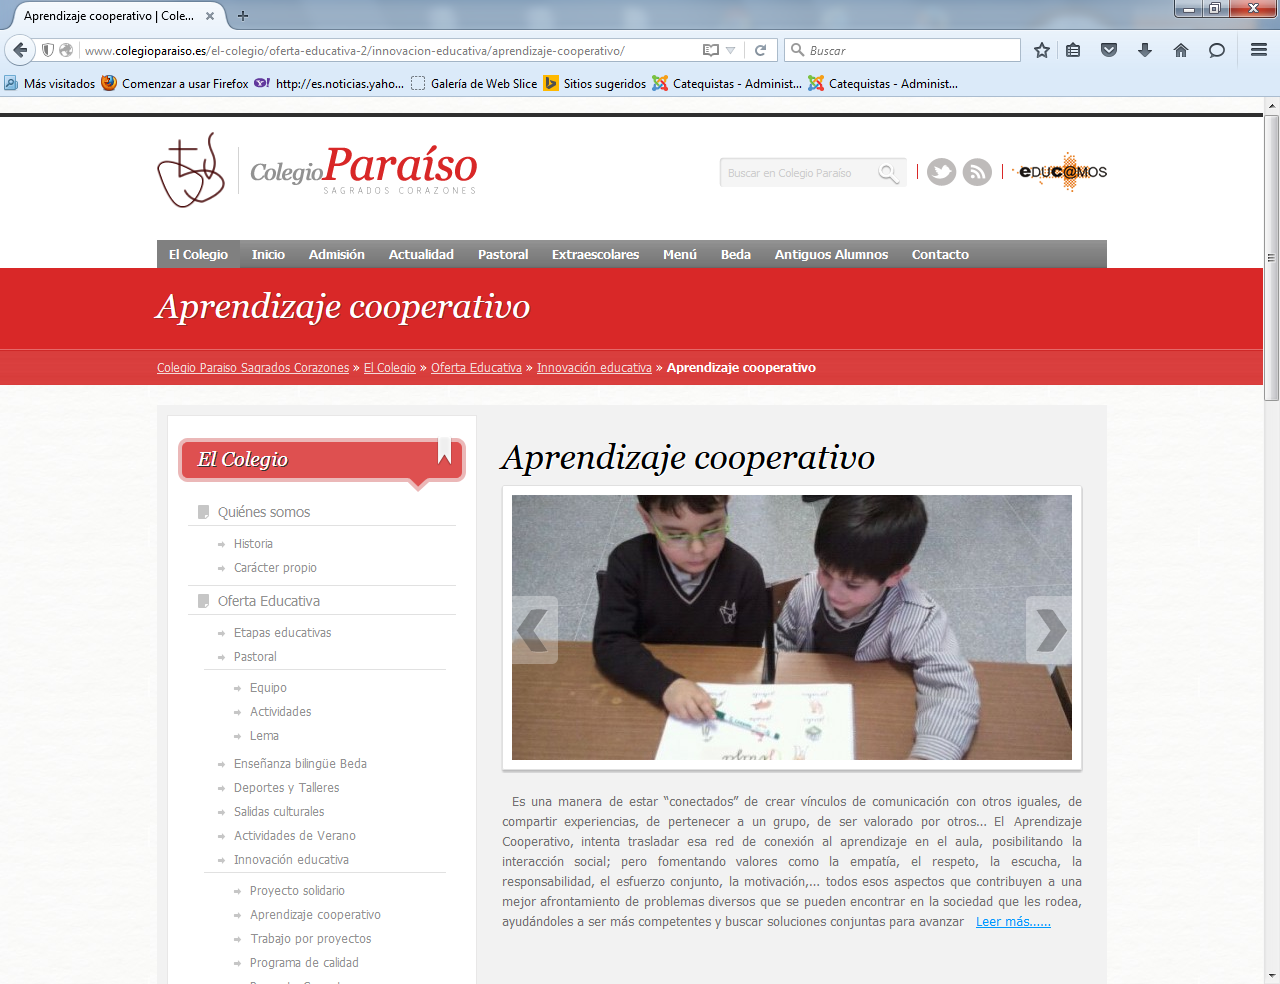 Aprendizaje cooperativo | Cole...
www.colegioparaiso.es/el-colegio/oferta-educativa-2/innovacion-educativa/aprendizaje-cooperativo/
Buscar
Más visitados
Comenzar a usar Firefox
http://es.noticias.yaho...
Galería de Web Slice
Sitios sugeridos
Catequistas - Administ...
Catequistas - Administ...
Colegio Paraíso
SAGRADOS CORAZONES
Buscar en Colegio Paraíso
eDUC@MOS
El Colegio
Inicio
Admisión
Actualidad
Pastoral
Extraescolares
Menú
Beda
Antiguos Alumnos
Contacto
Aprendizaje cooperativo
Colegio Paraiso Sagrados Corazones » El Colegio » Oferta Educativa » Innovación educativa » Aprendizaje cooperativo
El Colegio
Quiénes somos
Historia
Carácter propio
Oferta Educativa
Etapas educativas
Pastoral
Equipo
Actividades
Lema
Enseñanza bilingüe Beda
Deportes y Talleres
Salidas culturales
Actividades de Verano
Innovación educativa
Proyecto solidario
Aprendizaje cooperativo
Trabajo por proyectos
Programa de calidad
Aprendizaje cooperativo
Es una manera de estar “conectados” de crear vínculos de comunicación con otros iguales, de
compartir experiencias, de pertenecer a un grupo, de ser valorado por otros... El Aprendizaje
Cooperativo, intenta trasladar esa red de conexión al aprendizaje en el aula, posibilitando la
interacción social; pero fomentando valores como la empatía, el respeto, la escucha, la
responsabilidad, el esfuerzo conjunto, la motivación,... todos esos aspectos que contribuyen a una
mejor afrontamiento de problemas diversos que se pueden encontrar en la sociedad que les rodea,
ayudándoles a ser más competentes y buscar soluciones conjuntas para avanzar Leer más......